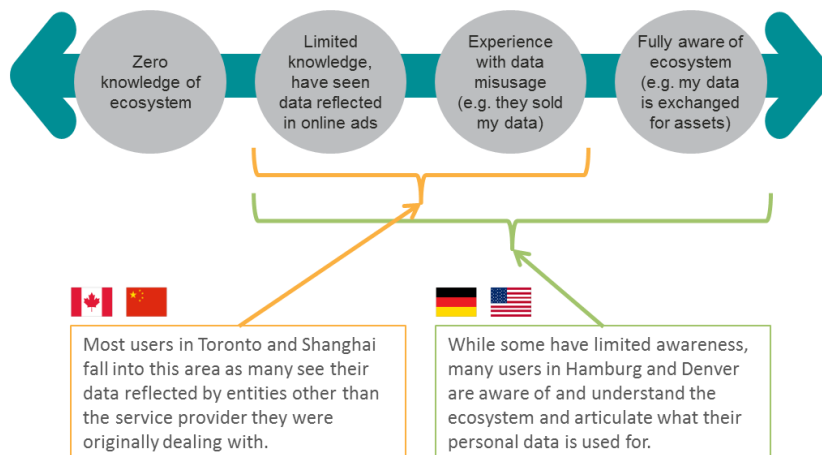 Zero
knowledge of
ecosystem
Limited
knowledge,
have seen
data reflected
in online ads
Experience
with data
misusage
(e.g. they sold
my data)
Fully aware of
ecosystem
(e.g. my data
is exchanged
for assets)
Most users in Toronto and Shanghai
fall into this area as many see their
data reflected by entities other than
the service provider they were
originally dealing with.
While some have limited awareness,
many users in Hamburg and Denver
are aware of and understand the
ecosystem and articulate what their
personal data is used for.